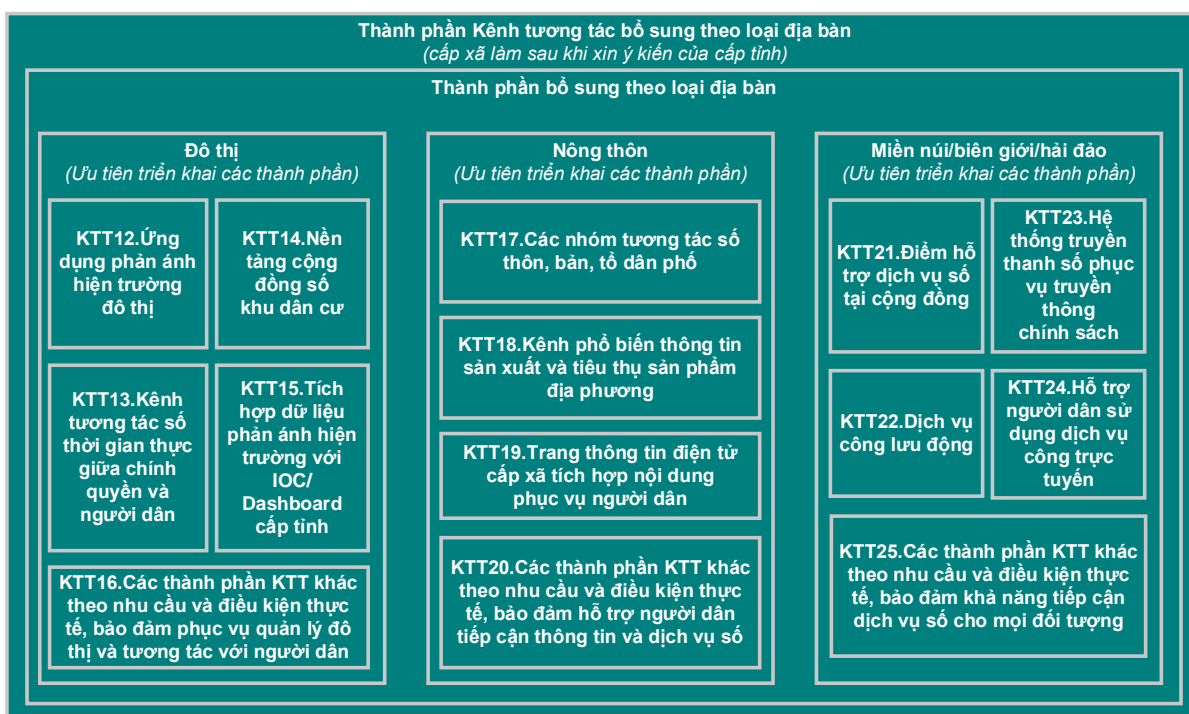 Thành phần Kênh tương tác bổ sung theo loại địa bàn
(cấp xã làm sau khi xin ý kiến của cấp tỉnh)
Thành phần bổ sung theo loại địa bàn
Đô thị
(Ưu tiên triển khai các thành phần)
KTT12.Ứng
dụng phản ánh
hiện trường
đô thị
KTT14.Nền
tảng cộng
đồng số
khu dân cư
KTT13.Kênh
tương tác số
thời gian thực
giữa chính
quyền và
người dân
KTT15.Tích
hợp dữ liệu
phản ánh hiện
trường với
IOC/
Dashboard
cấp tỉnh
KTT16.Các thành phần KTT khác
theo nhu cầu và điều kiện thực
tế, bảo đảm phục vụ quản lý đô
thị và tương tác với người dân
Nông thôn
(Ưu tiên triển khai các thành phần)
KTT17.Các nhóm tương tác số
thôn, bản, tổ dân phố
KTT18.Kênh phổ biến thông tin
sản xuất và tiêu thụ sản phẩm
địa phương
KTT19.Trang thông tin điện tử
cấp xã tích hợp nội dung
phục vụ người dân
KTT20.Các thành phần KTT khác
theo nhu cầu và điều kiện thực
tế, bảo đảm hỗ trợ người dân
tiếp cận thông tin và dịch vụ số
Miền núi/biên giới/hải đảo
(Ưu tiên triển khai các thành phần)
KTT21.Điểm hỗ
trợ dịch vụ số
tại cộng đồng
KTT23.Hệ
thống truyền
thanh số phục
vụ truyền
thông
chính sách
KTT22.Dịch vụ
công lưu động
KTT24.Hỗ trợ
người dân sử
dụng dịch vụ
công trực
tuyến
KTT25.Các thành phần KTT khác
theo nhu cầu và điều kiện thực
tế, bảo đảm khả năng tiếp cận
dịch vụ số cho mọi đối tượng